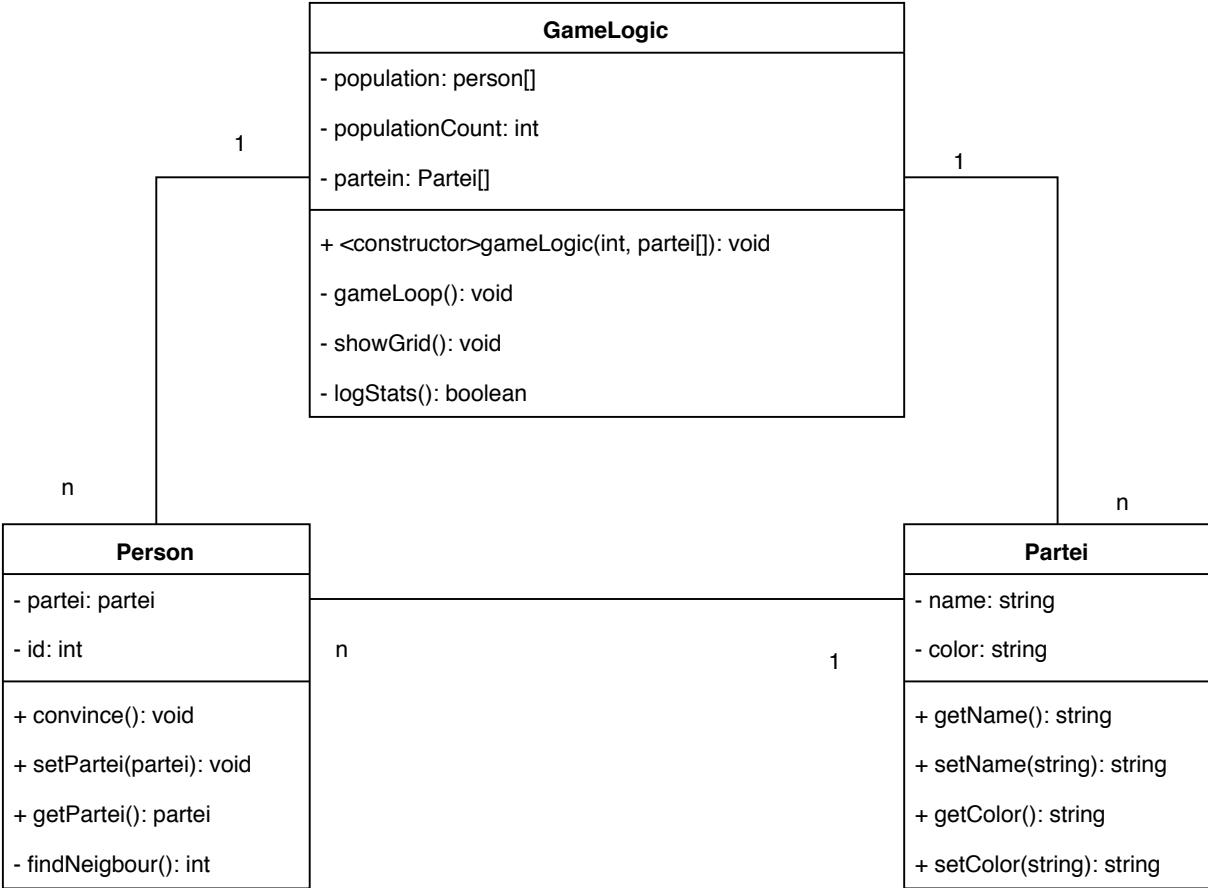 GameLogic
- population: person[]
- populationCount: int
- partein: Partei[]
+ <constructor>gameLogic(int, partei[]): void
- gameLoop(): void
- showGrid(): void
- logStats(): boolean
1
1
n
n
Person
- partei: partei
- id: int
+ convince(): void
+ setPartei(partei): void
+ getPartei(): partei
- findNeigbour(): int
n
1
Partei
- name: string
- color: string
+ getName(): string
+ setName(string): string
+ getColor(): string
+ setColor(string): string